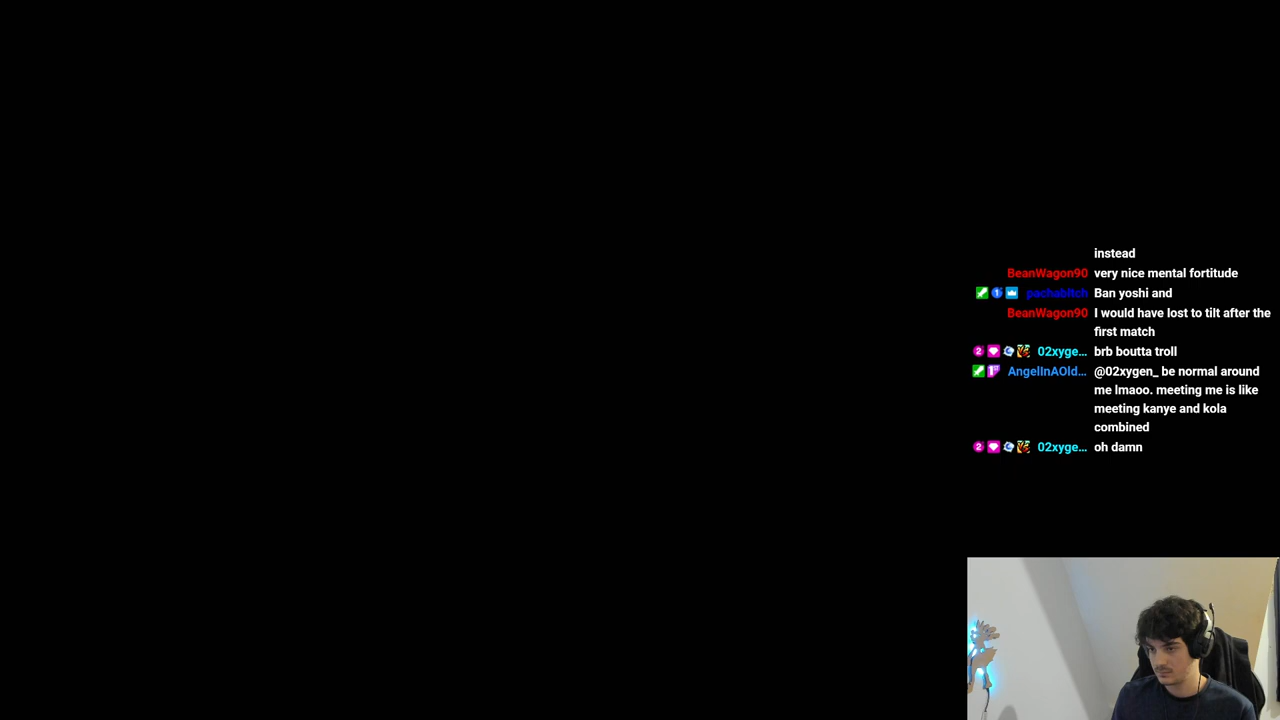 instead
BeanWagon90 very nice mental fortitude
pachabitch Ban yoshi and
BeanWagon90 I would have lost to tilt after the
first match
02xyge... brb boutta troll
AngelInAOld... @02xygen_ be normal around
me lmaoo. meeting me is like
meeting kanye and kola
combined
02xyge... oh damn